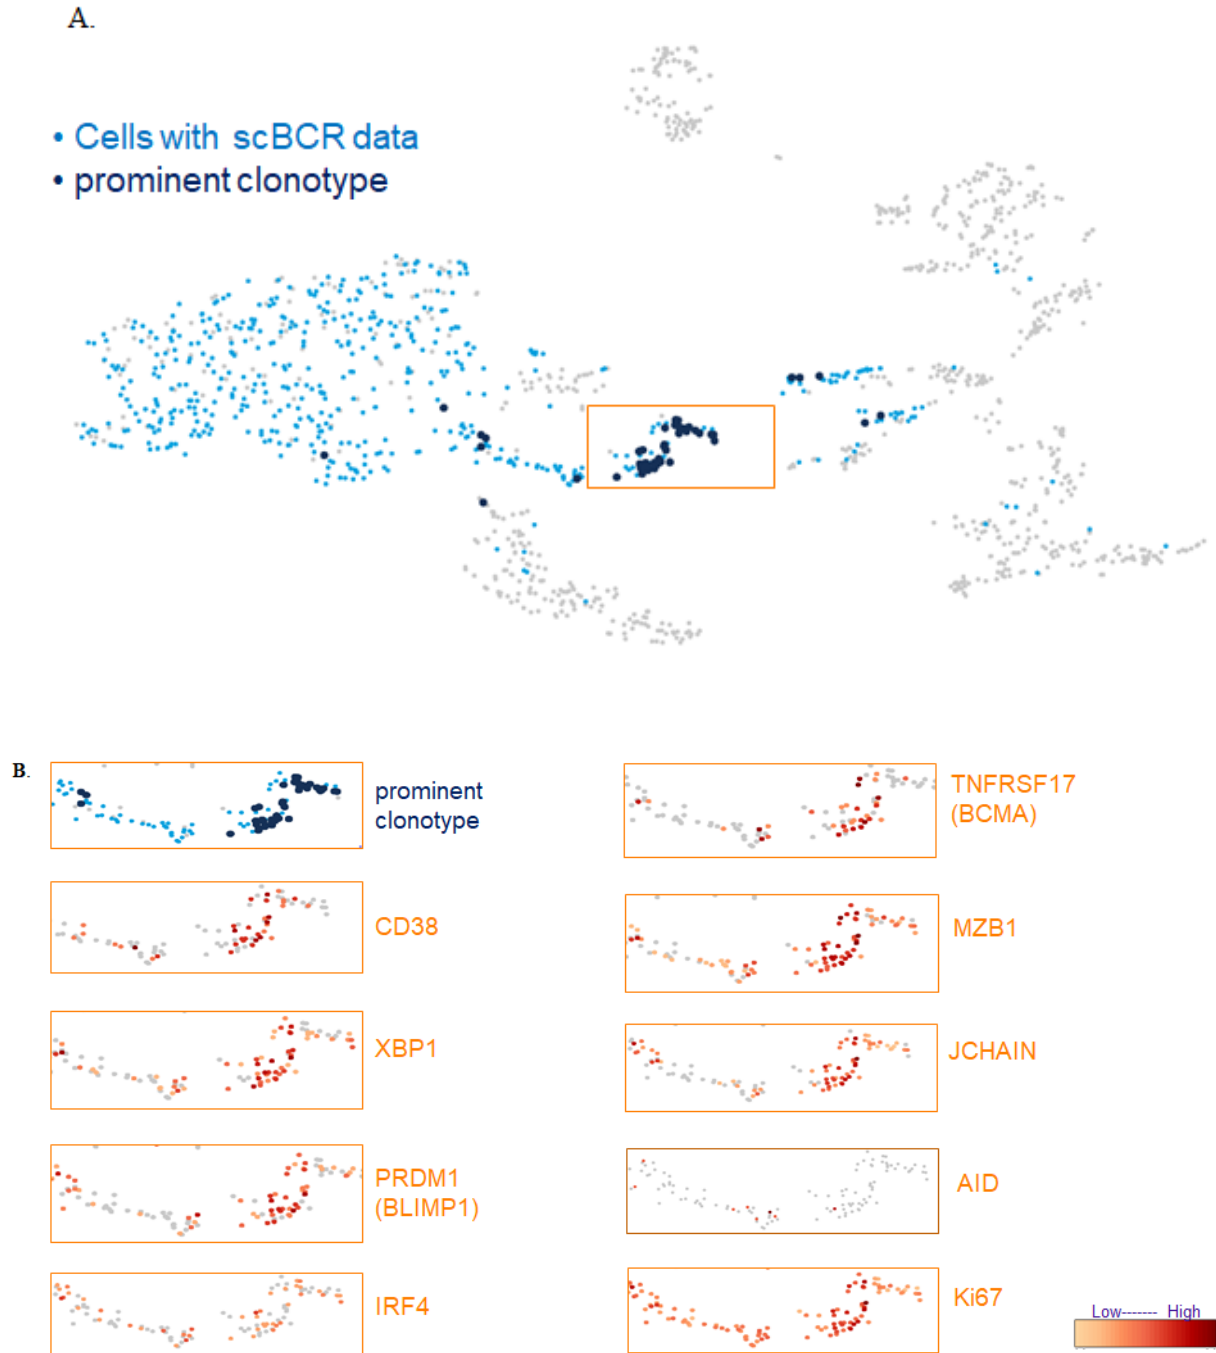 A.
• Cells with scBCR data
• prominent clonotype
B.
prominent
clonotype
TNFRSF17
(BCMA)
CD38
MZB1
XBP1
JCHAIN
PRDM1
(BLIMP1)
AID
IRF4
Ki67
Low------- High